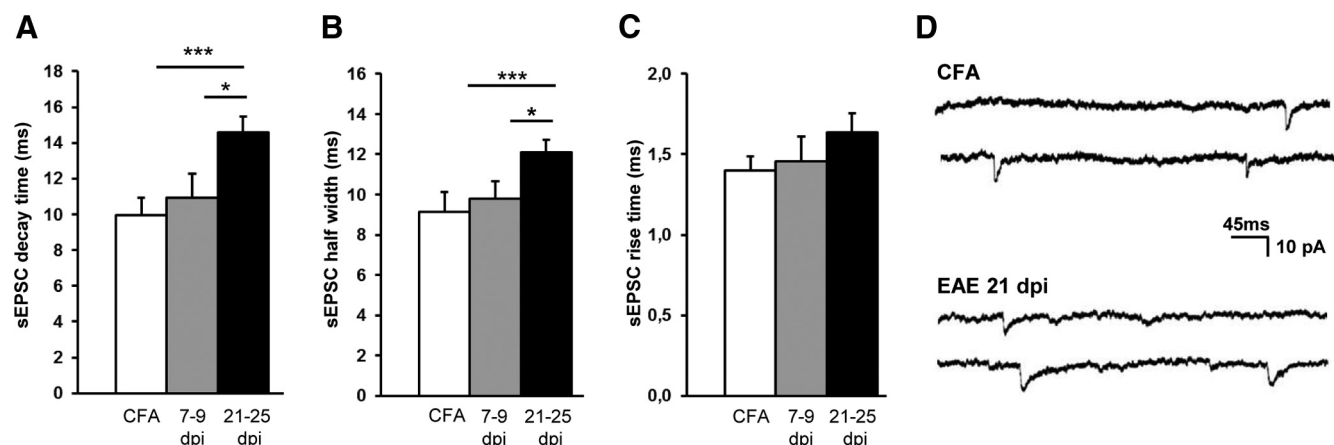 A
sEPSC decay time (ms)
18
16
14
12
10
8
6
4
2
0
***
*
CFA
7-9
dpi
21-25
dpi
B
sEPSC half width (ms)
16
14
12
10
8
6
4
2
0
***
*
CFA
7-9
dpi
21-25
dpi
C
sEPSC rise time (ms)
2,0
1,5
1,0
0,5
0,0
CFA
7-9
dpi
21-25
dpi
D
CFA
45ms
10 pA
EAE 21 dpi